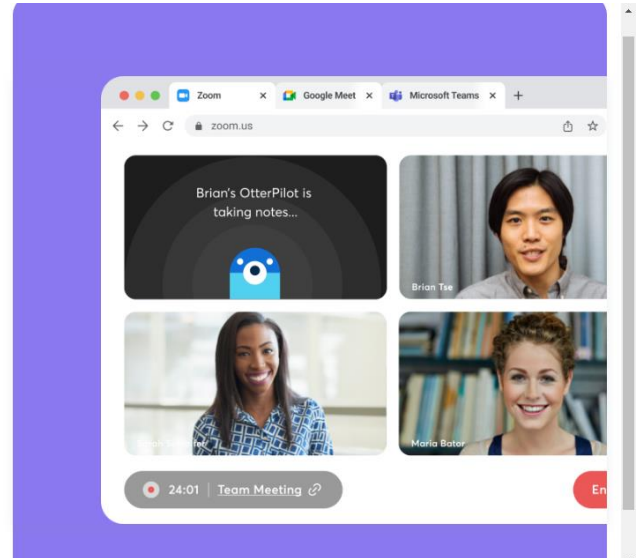 Zoom
Google Meet
Microsoft Teams
zoom.us
Brian's OtterPilot is
taking notes...
Brian Tse
Maria Bator
24:01 | Team Meeting
En